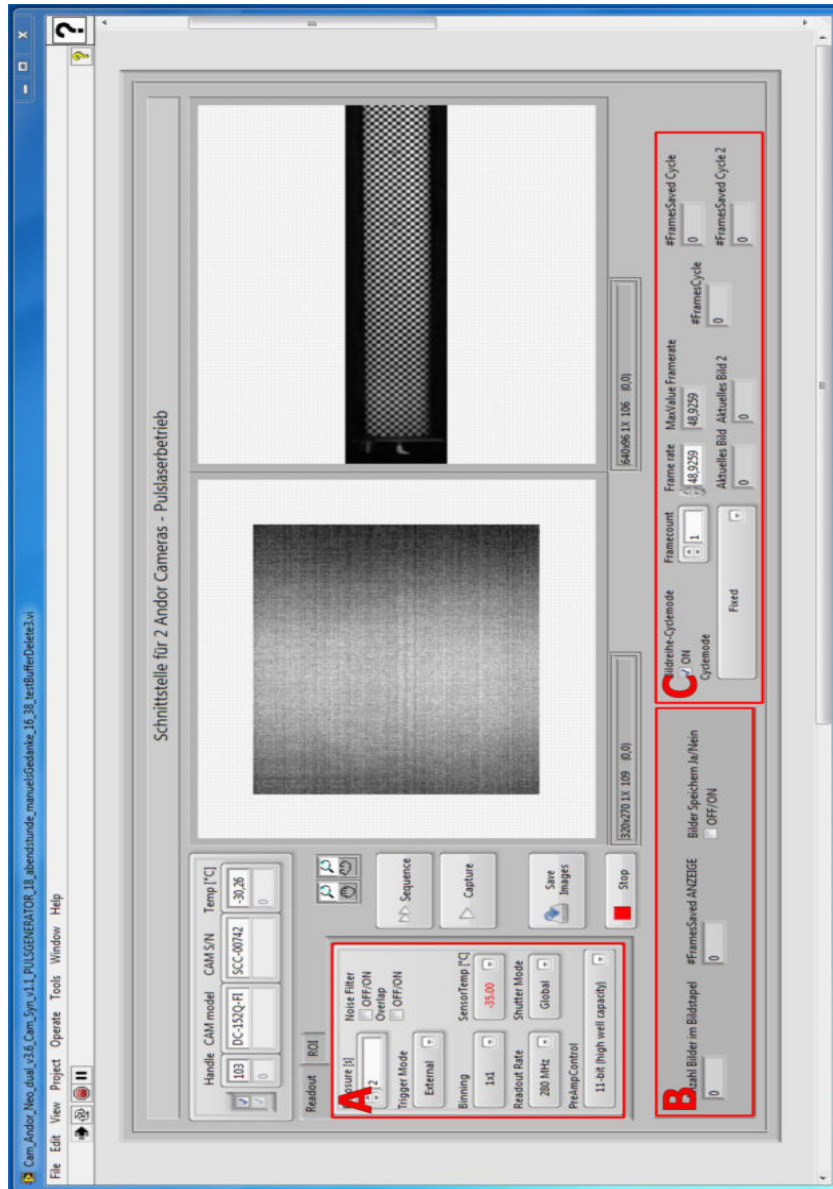 Cam_Andor_Neo_dual_v3.6_Cam_Syn_v1.1_PULSGENERATOR_18_abendstunde_manuelsGedanke_16_38_testBufferDelete3.vi
File Edit View Project Operate Tools Window Help
Schnittstelle für 2 Andor Cameras - Pulslaserbetrieb
Handle CAM model CAM S/N Temp [°C]
103 DC-152Q-FI SCC-00742 -30,26
0 0
Readout ROI
A
Exposure [s] Noise Filter
2 OFF/ON
Overlap
OFF/ON
Trigger Mode
External
Binning SensorTemp [°C]
1x1 -35.00
Readout Rate Shutter Mode
280 MHz Global
PreAmpControl
11-bit (high well capacity)
Sequence
Capture
Save Images
Stop
320x270 1X 109 (0,0)
640x96 1X 106 (0,0)
B
Anzahl Bilder im Bildstapel #FramesSaved ANZEIGE Bilder Speichern Ja/Nein
0 0 OFF/ON
C
Bildreihe-Cyclemode Framecount Frame rate MaxValue Framerate
ON 1 48,9259 48,9259
#FramesCycle
0
#FramesSaved Cycle
0
Cyclemode
Fixed
Aktuelles Bild Aktuelles Bild 2 #FramesSaved Cycle 2
0 0 0